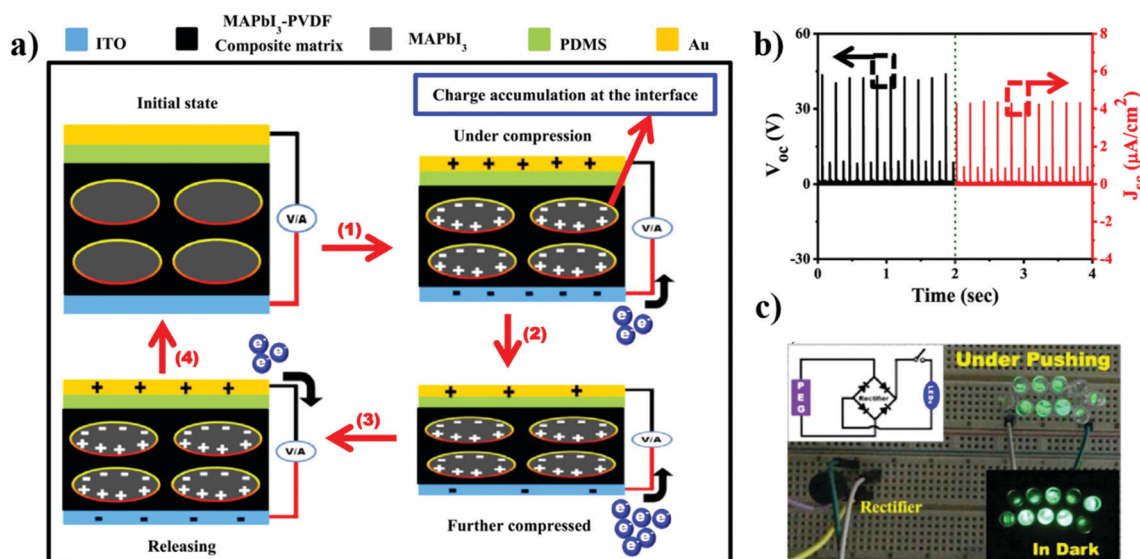 a)
ITO
MAPbI3-PVDF
Composite matrix
MAPbI3
PDMS
Au
Initial state
Charge accumulation at the interface
Under compression
V/A
(1)
V/A
e- e- e-
(2)
(4)
e- e- e-
V/A
(3)
V/A
e- e- e- e- e-
Releasing
Further compressed
b)
60
30
0
-30
Voc (V)
8
6
4
2
0
-2
-4
Jsc (µA/cm2)
0 1 2 3 4
Time (sec)
c)
PEG
Rectifier
LEDs
Under Pushing
Rectifier
In Dark